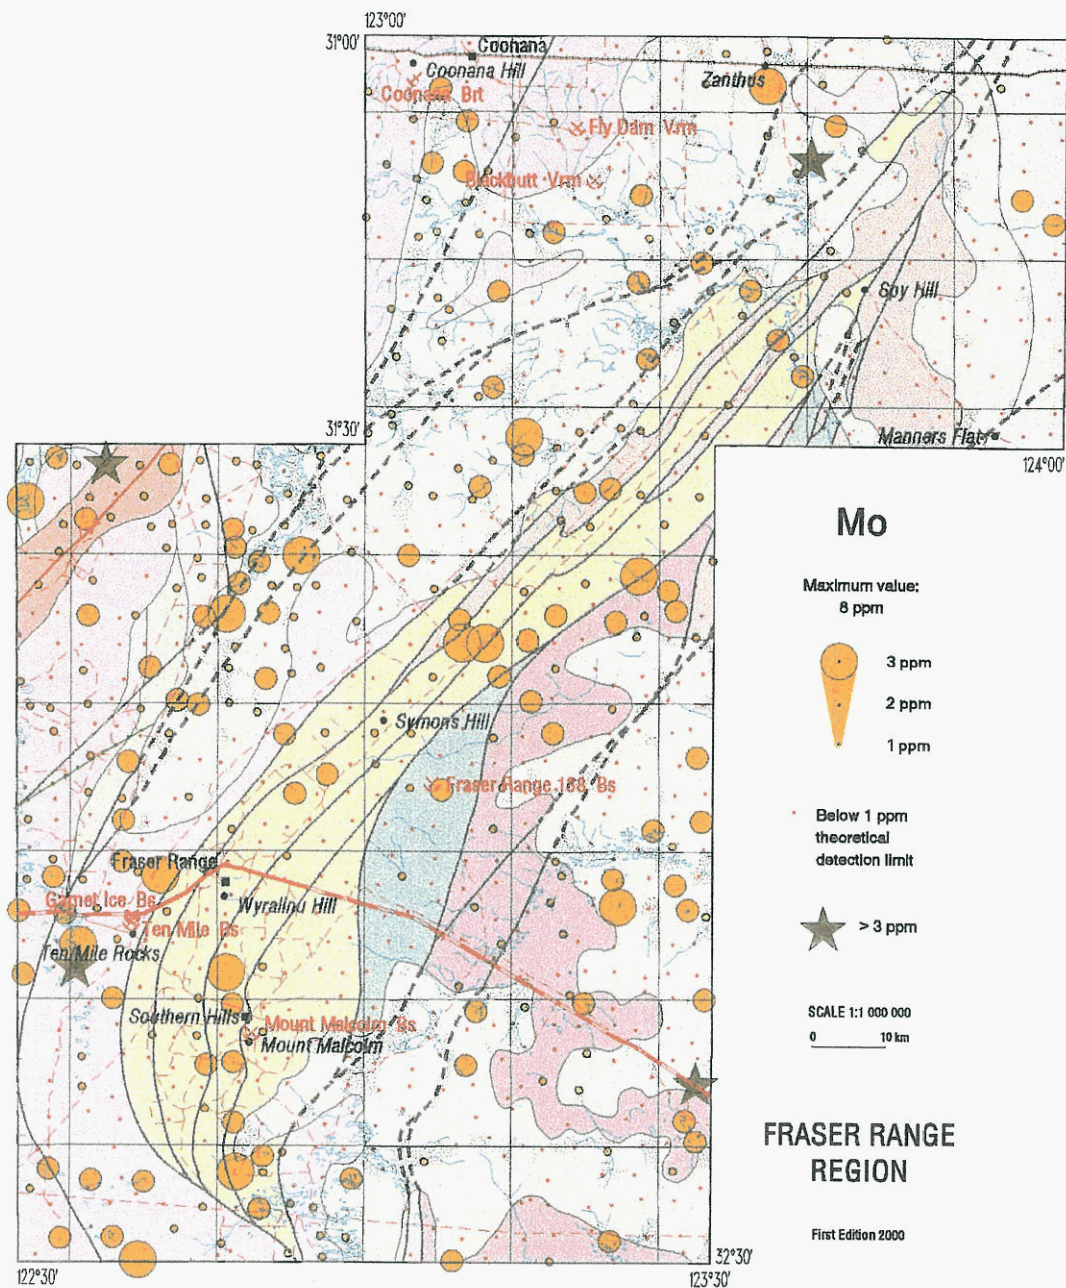 123°00'
31°00'
Coonana
Coonana Hill
Zanthus
Coonana Brt
Fly Dam Vrm
Blackbutt Vrm
Spy Hill
31°30'
Manners Flat
124°00'
Mo
Maximum value:
8 ppm
3 ppm
2 ppm
1 ppm
Symon's Hill
Fraser Range 188 Bs
Below 1 ppm
theoretical
detection limit
Fraser Range
Garnet Ice Bs
Wyralinu Hill
Ten Mile Bs
Ten Mile Rocks
> 3 ppm
Southern Hills
SCALE 1:1 000 000
Mount Malcolm Bs
0 10 km
Mount Malcolm
FRASER RANGE
REGION
First Edition 2000
122°30'
32°30'
123°30'